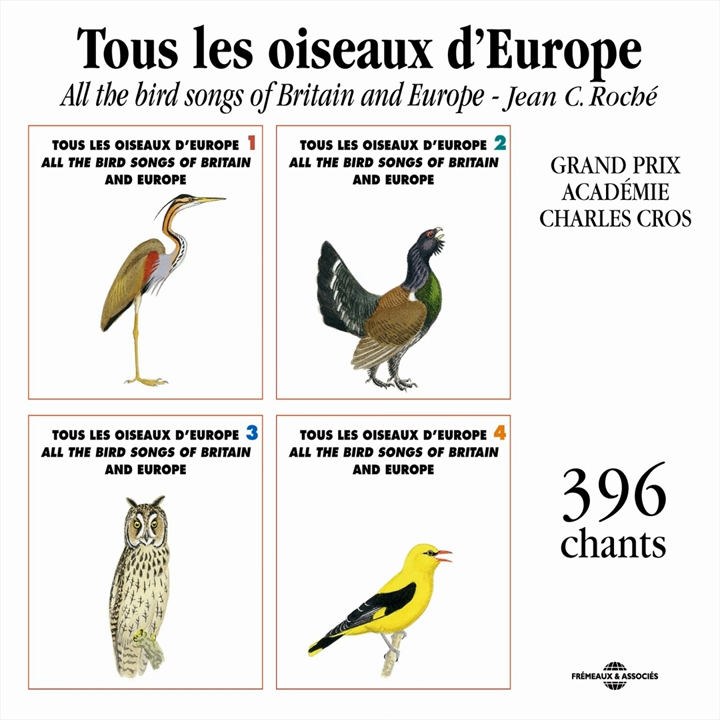 Tous les oiseaux d'Europe
All the bird songs of Britain and Europe - Jean C. Roché
TOUS LES OISEAUX D'EUROPE 1
ALL THE BIRD SONGS OF BRITAIN
AND EUROPE
TOUS LES OISEAUX D'EUROPE 2
ALL THE BIRD SONGS OF BRITAIN
AND EUROPE
GRAND PRIX
ACADÉMIE
CHARLES CROS
TOUS LES OISEAUX D'EUROPE 3
ALL THE BIRD SONGS OF BRITAIN
AND EUROPE
TOUS LES OISEAUX D'EUROPE 4
ALL THE BIRD SONGS OF BRITAIN
AND EUROPE
396
chants
FRÉMEAUX & ASSOCIÉS